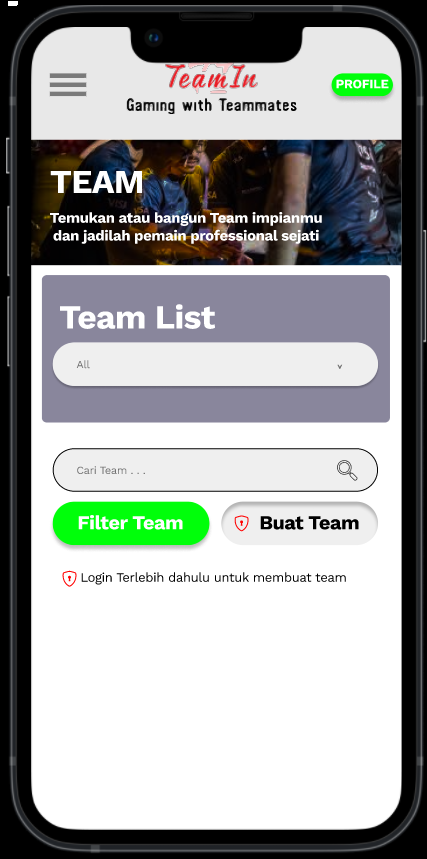 TeamIn
Gaming with Teammates
PROFILE
TEAM
Temukan atau bangun Team impianmu
dan jadilah pemain professional sejati
Team List
All
Cari Team . . .
Filter Team
Buat Team
Login Terlebih dahulu untuk membuat team